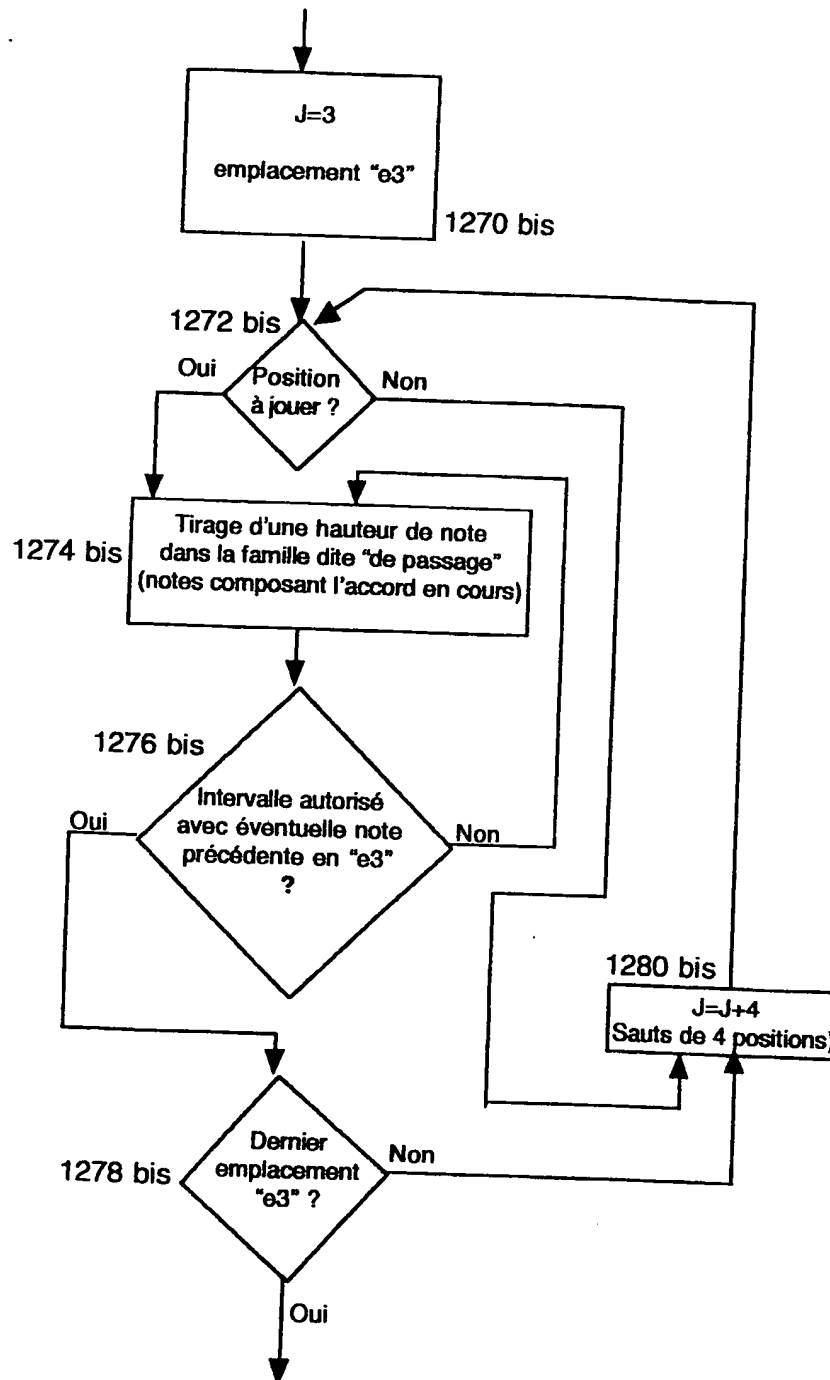 J=3
emplacement "e3"
1270 bis
1272 bis
Oui
Position
à jouer ?
Non
1274 bis
Tirage d'une hauteur de note
dans la famille dite "de passage"
(notes composant l'accord en cours)
1276 bis
Oui
Intervalle autorisé
avec éventuelle note
précédente en "e3"
?
Non
1280 bis
J=J+4
Sauts de 4 positions)
1278 bis
Dernier
emplacement
"e3" ?
Non
Oui